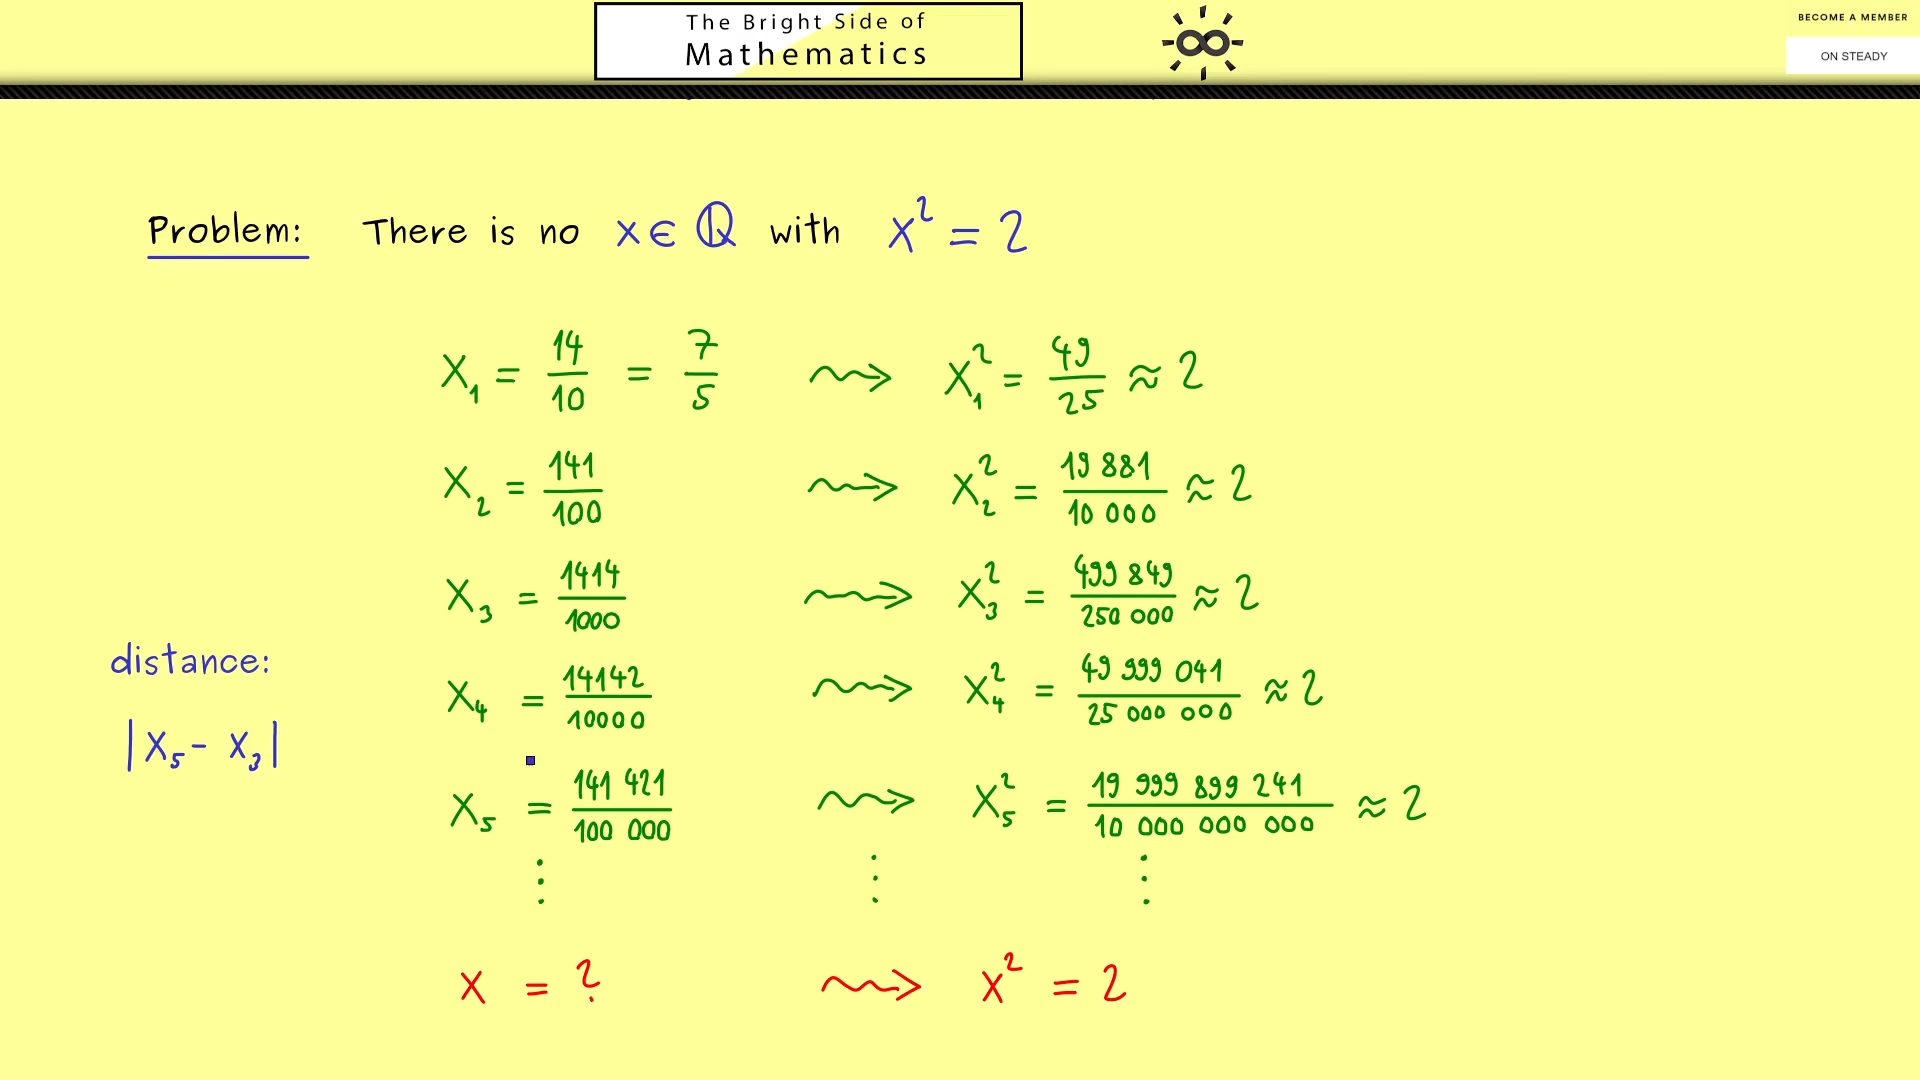 The Bright Side of
Mathematics
BECOME A MEMBER
ON STEADY
Problem: There is no x ∈ ℚ with x² = 2
x₁ = 14/10 = 7/5 ⇝ x₁² = 49/25 ≈ 2
x₂ = 141/100 ⇝ x₂² = 19 881/10 000 ≈ 2
x₃ = 1414/1000 ⇝ x₃² = 499 849/250 000 ≈ 2
distance:
x₄ = 14142/10000 ⇝ x₄² = 49 999 041/25 000 000 ≈ 2
|x₅ - x₃|
x₅ = 141 421/100 000 ⇝ x₅² = 19 999 899 241/10 000 000 000 ≈ 2
⋮ ⋮ ⋮
x = ? ⇝ x² = 2